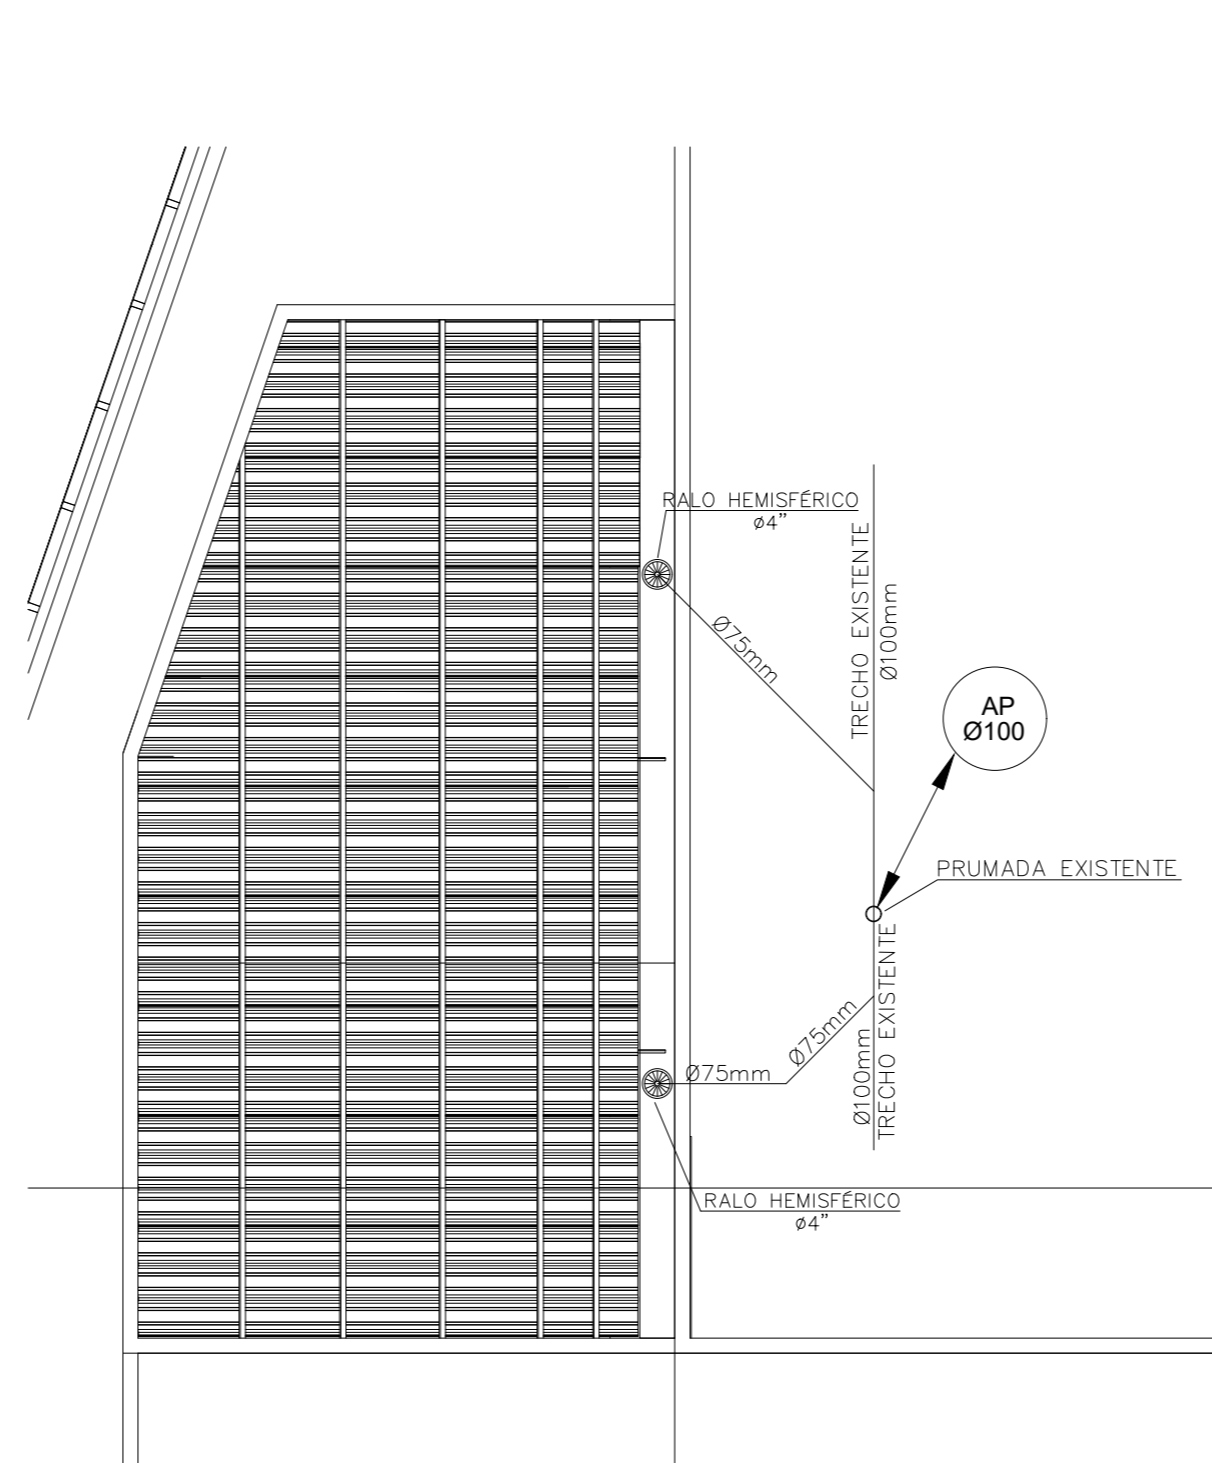 RALO HEMISFÉRICO
ø4"
TRECHO EXISTENTE
Ø100mm
Ø75mm
AP
Ø100
PRUMADA EXISTENTE
TRECHO EXISTENTE
Ø100mm
Ø75mm
Ø75mm
RALO HEMISFÉRICO
ø4"